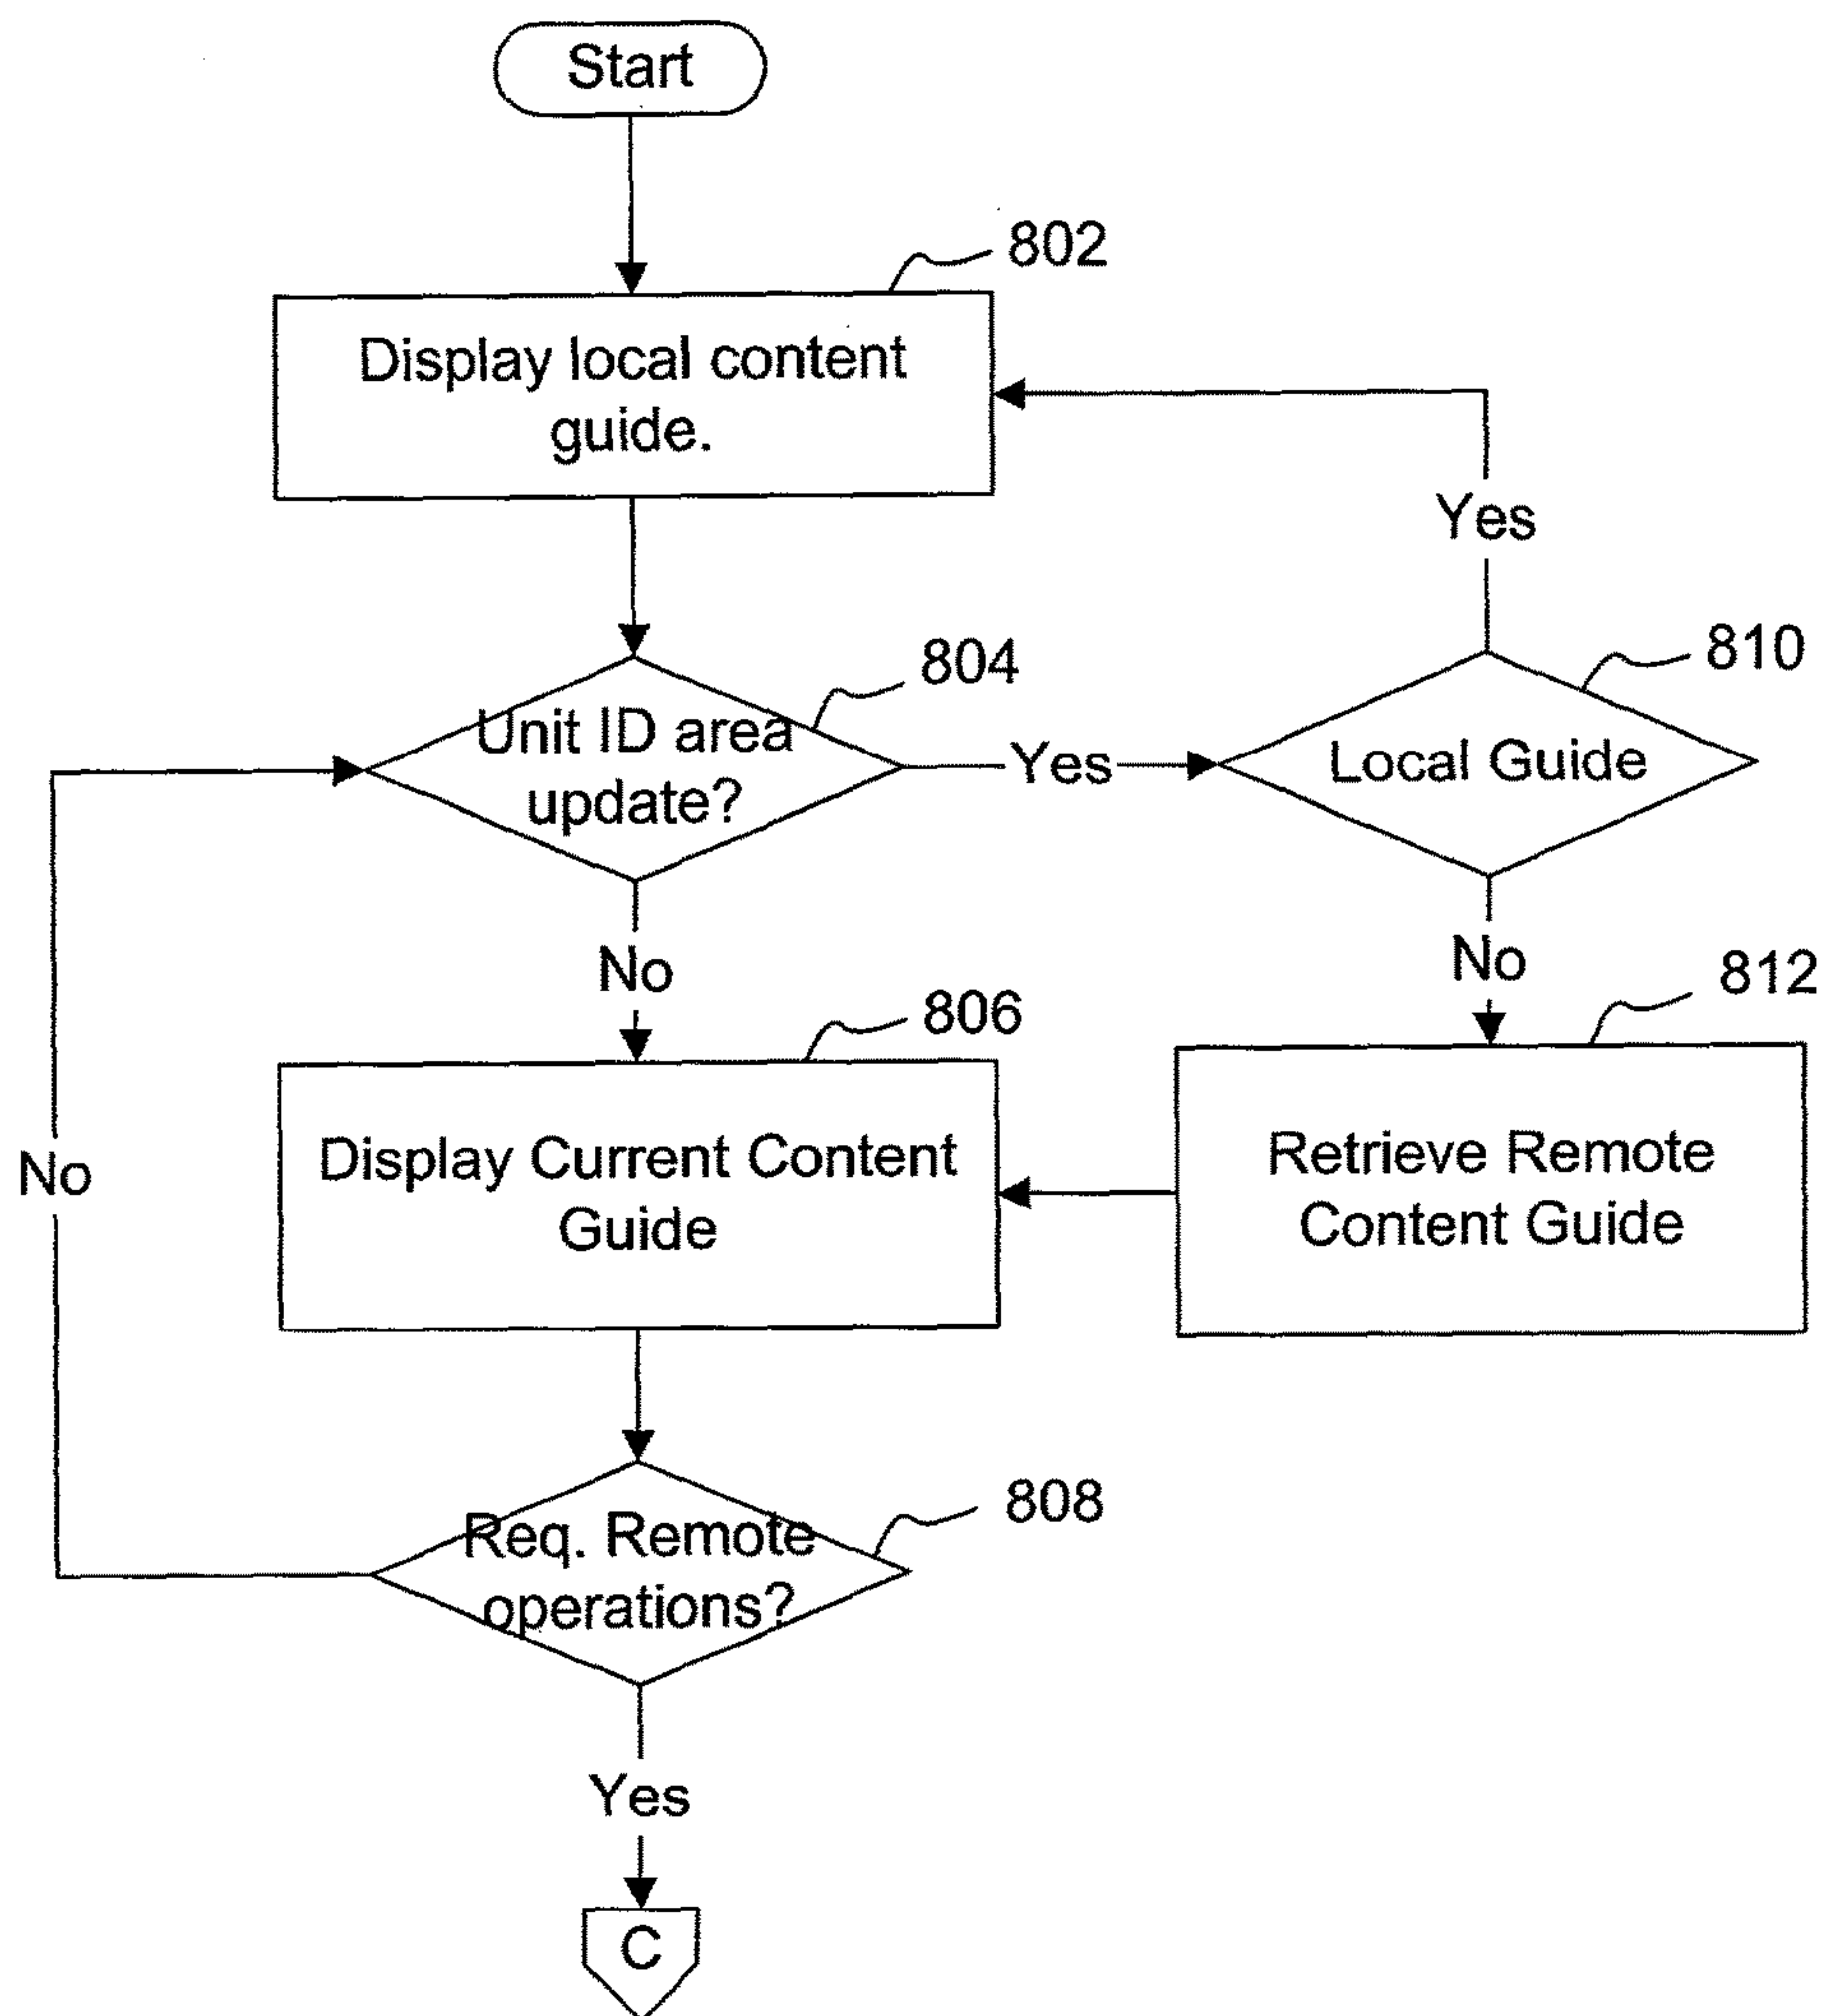 Start
802
Display local content
guide.
Yes
804
810
Unit ID area
update?
Yes
Local Guide
No
No
812
806
Display Current Content
Guide
Retrieve Remote
Content Guide
No
808
Req. Remote
operations?
Yes
C